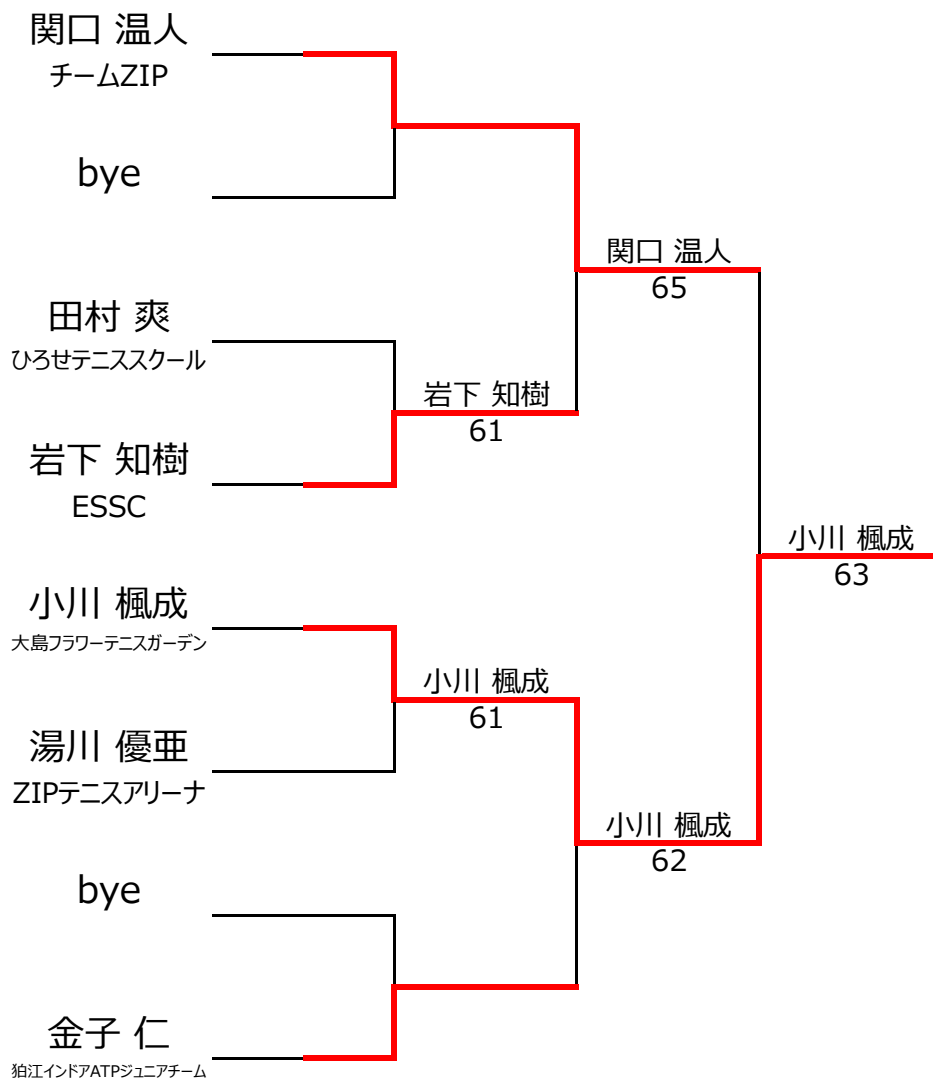 関口 温人
チームZIP
bye
関口 温人
65
田村 爽
ひろせテニススクール
岩下 知樹
61
岩下 知樹
ESSC
小川 楓成
63
小川 楓成
大島フラワーテニスガーデン
小川 楓成
61
湯川 優亜
ZIPテニスアリーナ
小川 楓成
62
bye
金子 仁
狛江インドアATPジュニアチーム